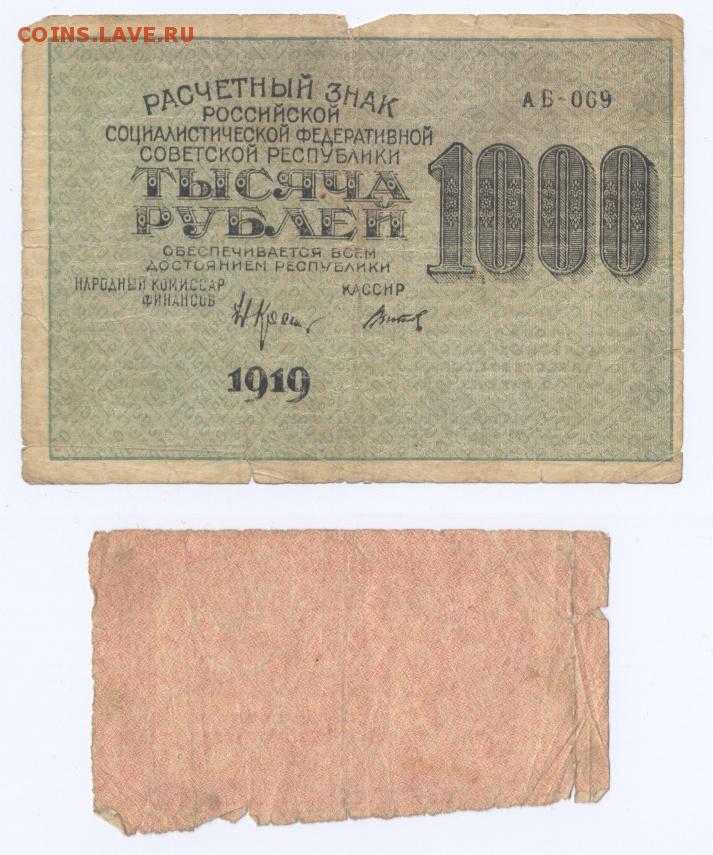 COINS.LAVE.RU
РАСЧЕТНЫЙ ЗНАК
РОССИЙСКОЙ
СОЦИАЛИСТИЧЕСКОЙ ФЕДЕРАТИВНОЙ
СОВЕТСКОЙ РЕСПУБЛИКИ
ТЫСЯЧА
РУБЛЕЙ
ОБЕСПЕЧИВАЕТСЯ ВСЕМ
ДОСТОЯНИЕМ РЕСПУБЛИКИ
НАРОДНЫЙ КОМИССАР
ФИНАНСОВ
КАССИР
1919
АБ-069
1000